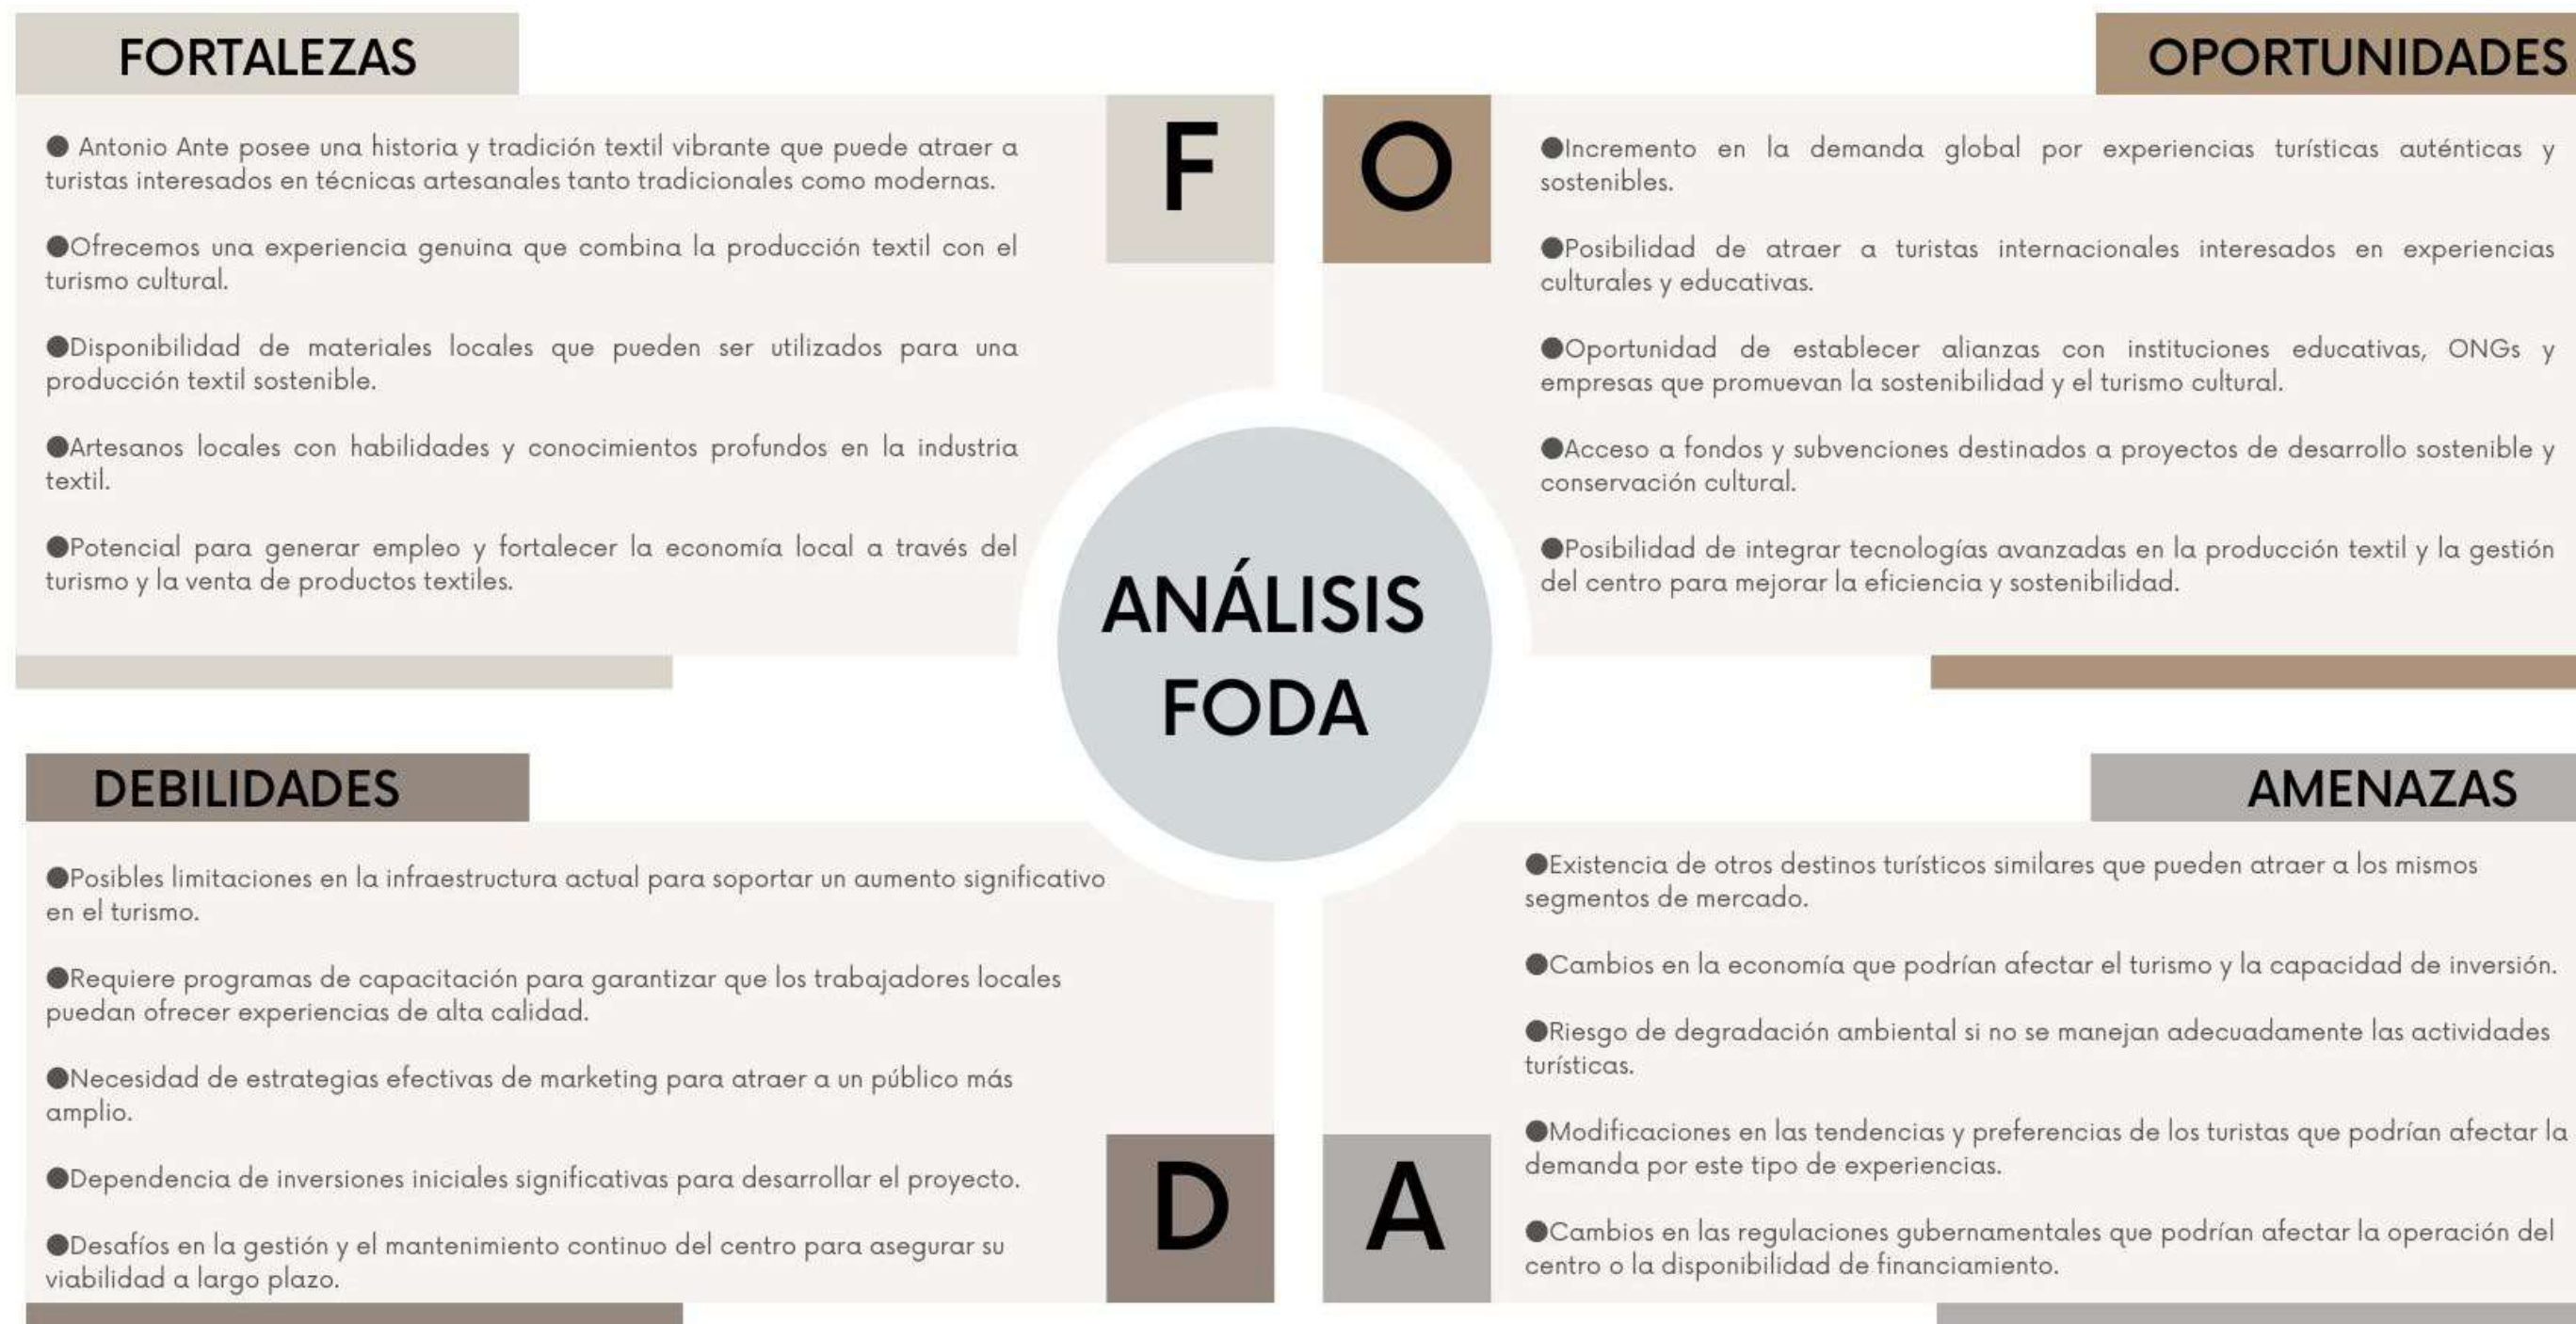 FORTALEZAS
● Antonio Ante posee una historia y tradición textil vibrante que puede atraer a
turistas interesados en técnicas artesanales tanto tradicionales como modernas.
●Ofrecemos una experiencia genuina que combina la producción textil con el
turismo cultural.
●Disponibilidad de materiales locales que pueden ser utilizados para una
producción textil sostenible.
●Artesanos locales con habilidades y conocimientos profundos en la industria
textil.
●Potencial para generar empleo y fortalecer la economía local a través del
turismo y la venta de productos textiles.
F
O
OPORTUNIDADES
●Incremento en la demanda global por experiencias turísticas auténticas y
sostenibles.
●Posibilidad de atraer a turistas internacionales interesados en experiencias
culturales y educativas.
●Oportunidad de establecer alianzas con instituciones educativas, ONGs y
empresas que promuevan la sostenibilidad y el turismo cultural.
●Acceso a fondos y subvenciones destinados a proyectos de desarrollo sostenible y
conservación cultural.
●Posibilidad de integrar tecnologías avanzadas en la producción textil y la gestión
del centro para mejorar la eficiencia y sostenibilidad.
ANÁLISIS
FODA
DEBILIDADES
●Posibles limitaciones en la infraestructura actual para soportar un aumento significativo
en el turismo.
●Requiere programas de capacitación para garantizar que los trabajadores locales
puedan ofrecer experiencias de alta calidad.
●Necesidad de estrategias efectivas de marketing para atraer a un público más
amplio.
●Dependencia de inversiones iniciales significativas para desarrollar el proyecto.
●Desafíos en la gestión y el mantenimiento continuo del centro para asegurar su
viabilidad a largo plazo.
D
A
AMENAZAS
●Existencia de otros destinos turísticos similares que pueden atraer a los mismos
segmentos de mercado.
●Cambios en la economía que podrían afectar el turismo y la capacidad de inversión.
●Riesgo de degradación ambiental si no se manejan adecuadamente las actividades
turísticas.
●Modificaciones en las tendencias y preferencias de los turistas que podrían afectar la
demanda por este tipo de experiencias.
●Cambios en las regulaciones gubernamentales que podrían afectar la operación del
centro o la disponibilidad de financiamiento.